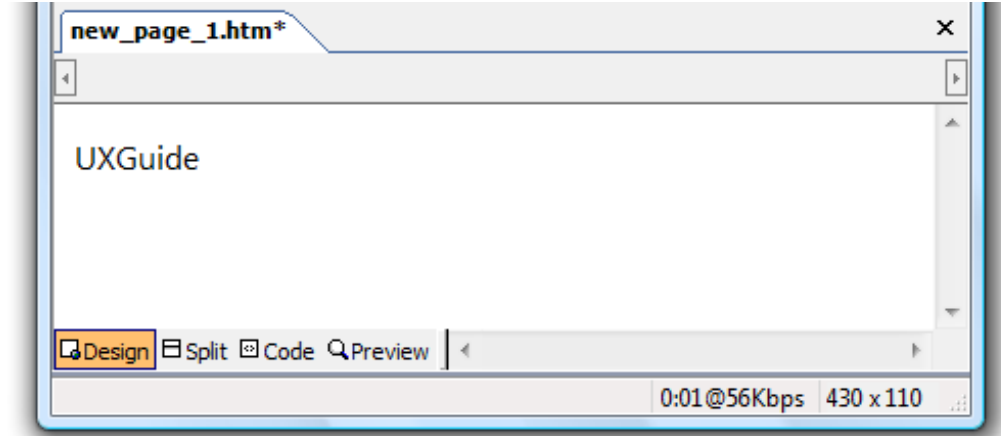 new_page_1.htm*
UXGuide
Design Split Code Preview
0:01@56Kbps 430 x 110